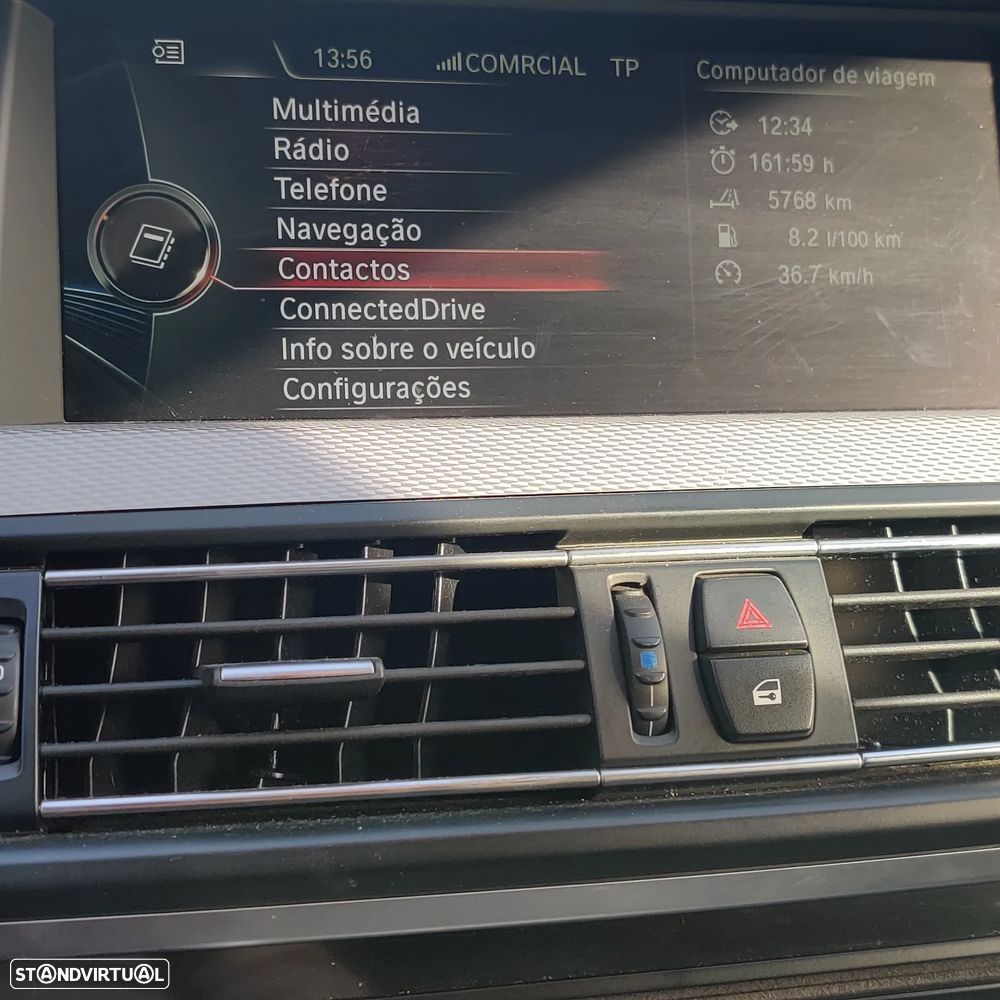 13:56
COMRCIAL TP
Multimédia
Rádio
Telefone
Navegação
Contactos
ConnectedDrive
Info sobre o veículo
Configurações
Computador de viagem
12:34
161:59 h
5768 km
8.2 l/100 km
36.7 km/h
STANDVIRTUAL